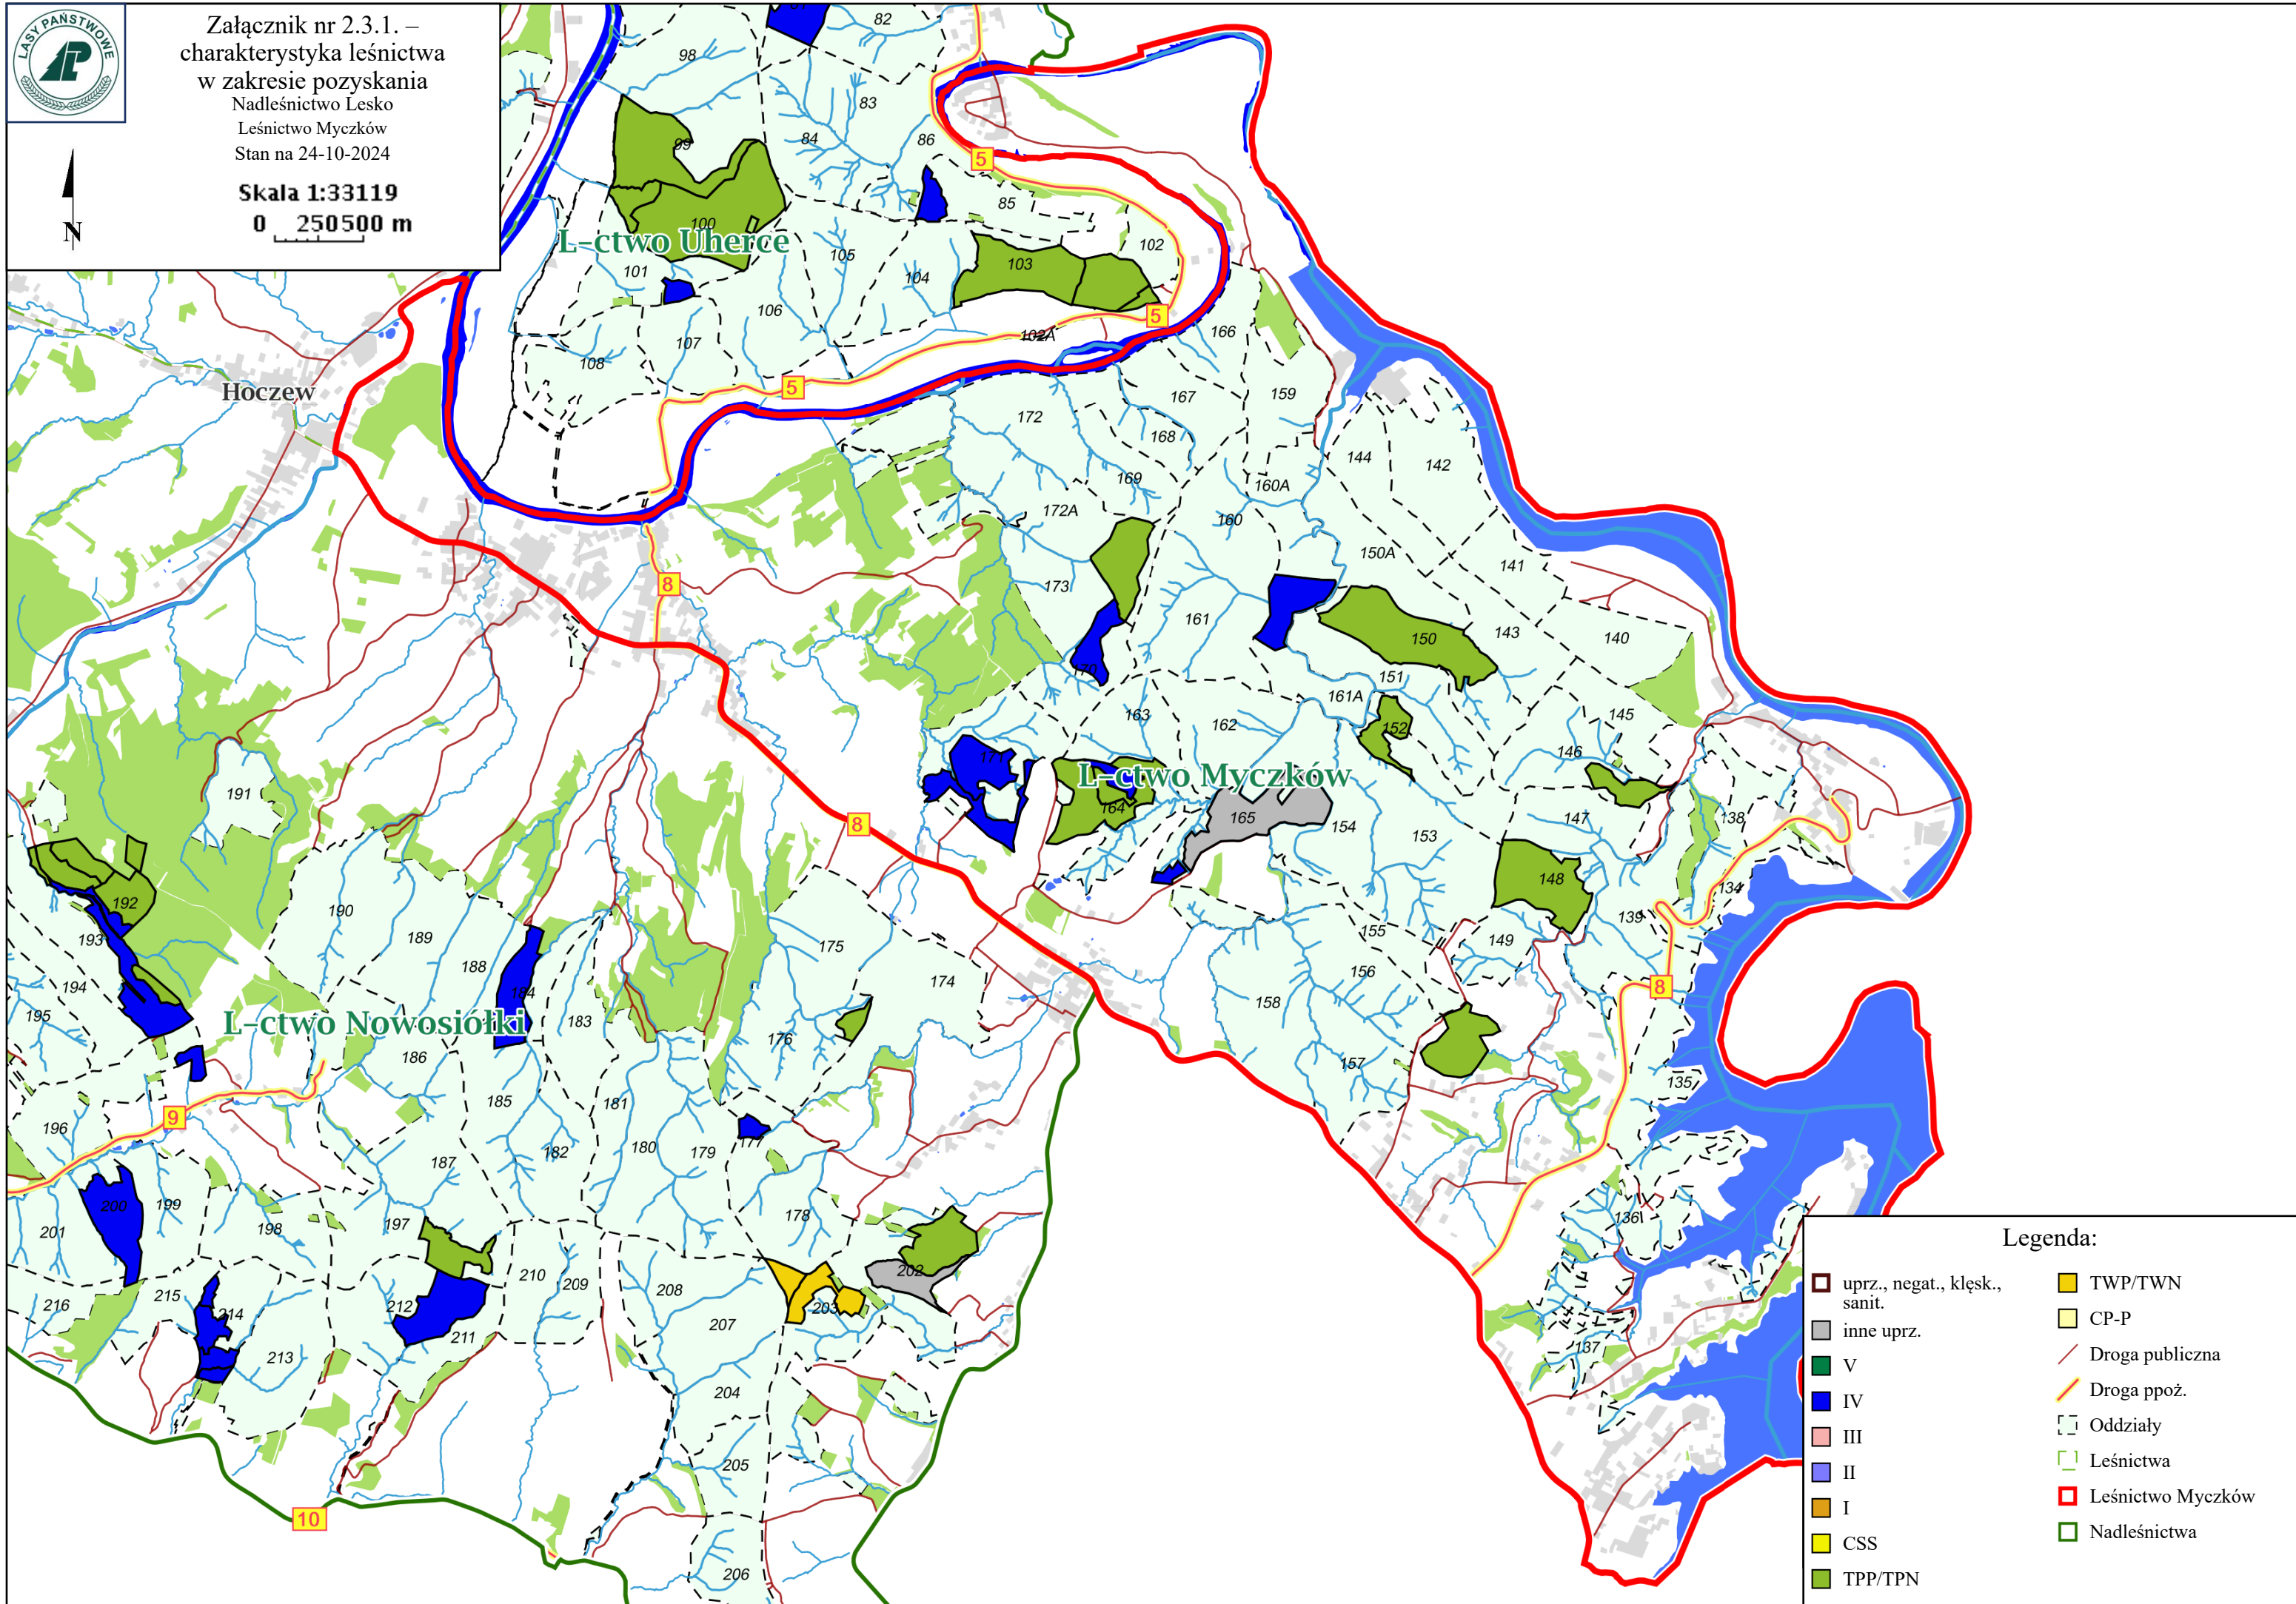 LASY PAŃSTWOWE
Załącznik nr 2.3.1. –
charakterystyka leśnictwa
w zakresie pozyskania
Nadleśnictwo Lesko
Leśnictwo Myczków
Stan na 24-10-2024
Skala 1:33119
0 250500 m
N
82
98
83
84
86
99
85
100
L-ctwo Uherce
102
105
103
101
104
106
5
5
102A
107
108
5
166
167
159
Hoczew
172
168
144
142
169
160A
172A
160
150A
141
8
173
161
143
150
140
170
151
161A
163
162
145
152
146
171
L-ctwo Myczków
191
164
165
154
153
147
138
8
148
134
192
190
139
193
189
175
155
149
188
174
156
194
184
8
158
195
183
L-ctwo Nowosiółki
176
186
157
135
185
181
9
196
177
182
180
179
187
200
199
201
198
197
178
136
202
210
209
208
216
215
214
212
203
207
211
213
137
204
205
10
206
Legenda:
uprz., negat., klęsk.,
sanit.
inne uprz.
V
IV
III
II
I
CSS
TPP/TPN
TWP/TWN
CP-P
Droga publiczna
Droga ppoż.
Oddziały
Leśnictwa
Leśnictwo Myczków
Nadleśnictwa